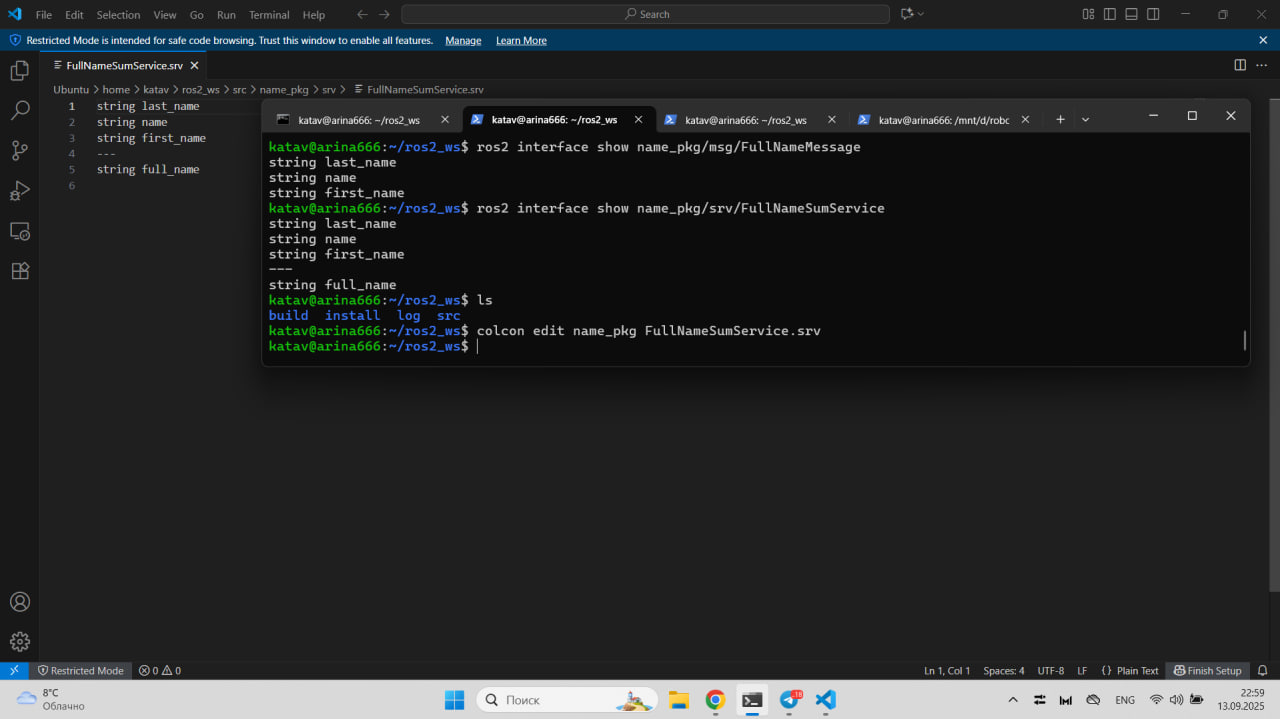 File Edit Selection View Go Run Terminal Help
Search
Restricted Mode is intended for safe code browsing. Trust this window to enable all features. Manage Learn More
FullNameSumService.srv
Ubuntu > home > katav > ros2_ws > src > name_pkg > srv > FullNameSumService.srv
1 string last_name
2 string name
3 string first_name
4 ---
5 string full_name
6
katav@arina666: ~/ros2_ws
katav@arina666: ~/ros2_ws
katav@arina666: ~/ros2_ws
katav@arina666: /mnt/d/robc
katav@arina666:~/ros2_ws$ ros2 interface show name_pkg/msg/FullNameMessage
string last_name
string name
string first_name
katav@arina666:~/ros2_ws$ ros2 interface show name_pkg/srv/FullNameSumService
string last_name
string name
string first_name
---
string full_name
katav@arina666:~/ros2_ws$ ls
build install log src
katav@arina666:~/ros2_ws$ colcon edit name_pkg FullNameSumService.srv
katav@arina666:~/ros2_ws$
Restricted Mode 0 0
Ln 1, Col 1 Spaces: 4 UTF-8 LF {} Plain Text Finish Setup
8°C
Облачно
Поиск
18
ENG
22:59
13.09.2025